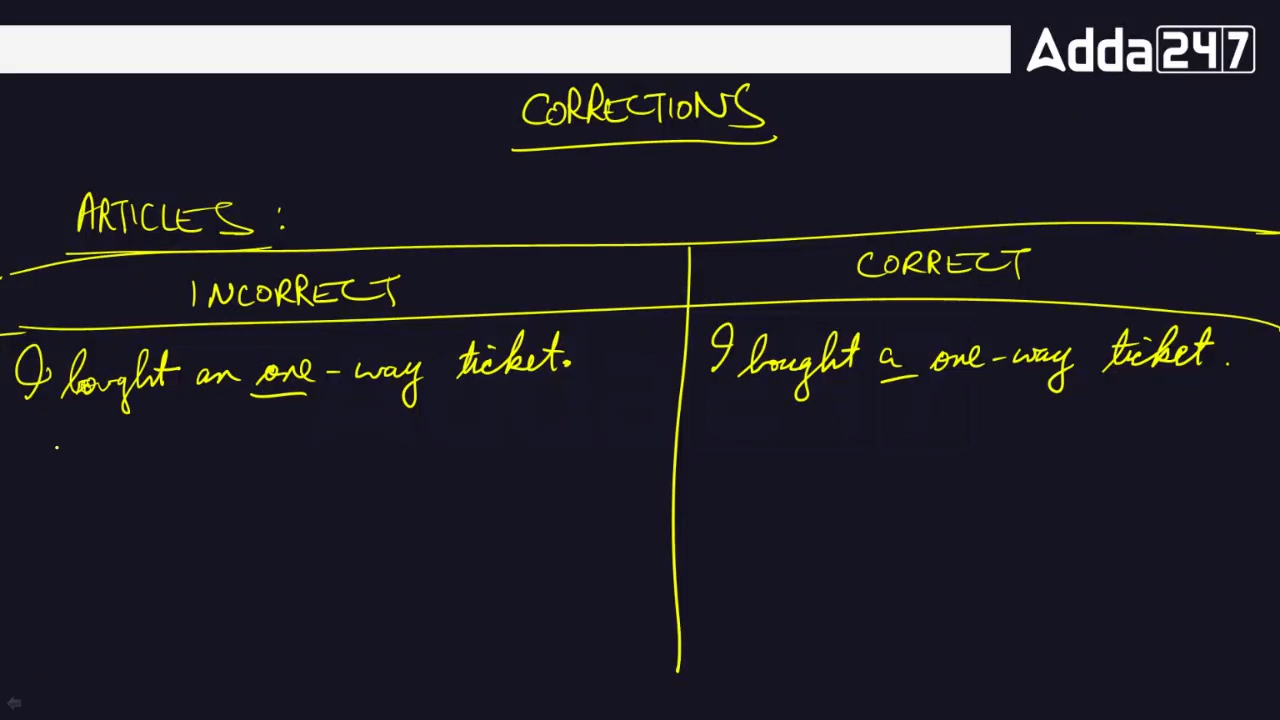 Adda247
CORRECTIONS
ARTICLES:
INCORRECT
CORRECT
I bought an one-way ticket.
I bought a one-way ticket.